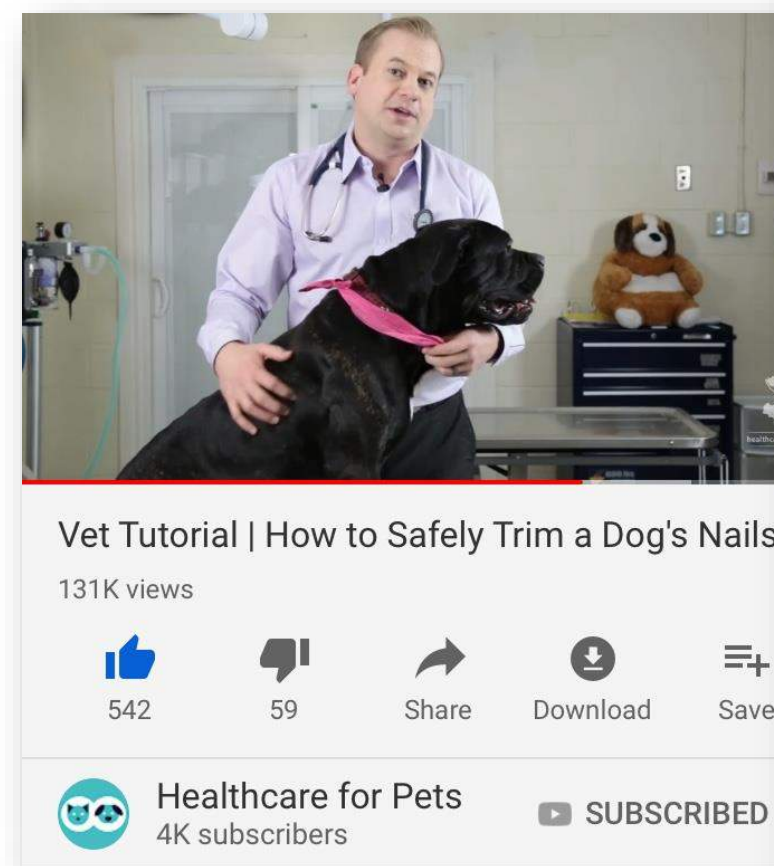 Vet Tutorial | How to Safely Trim a Dog's Nails
131K views
542 59 Share Download Save
Healthcare for Pets
4K subscribers
SUBSCRIBED